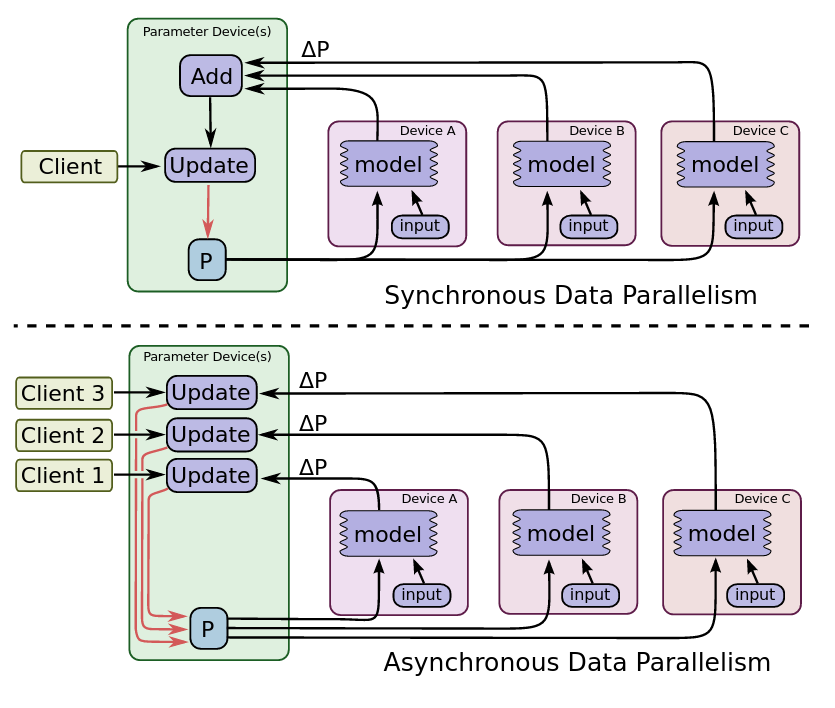 Parameter Device(s)
ΔP
Add
Device A
Device B
Device C
Client
Update
model
model
model
input
input
input
P
Synchronous Data Parallelism
Parameter Device(s)
Client 3
Update
ΔP
Client 2
Update
ΔP
Client 1
Update
ΔP
Device A
Device B
Device C
model
model
model
input
input
input
P
Asynchronous Data Parallelism